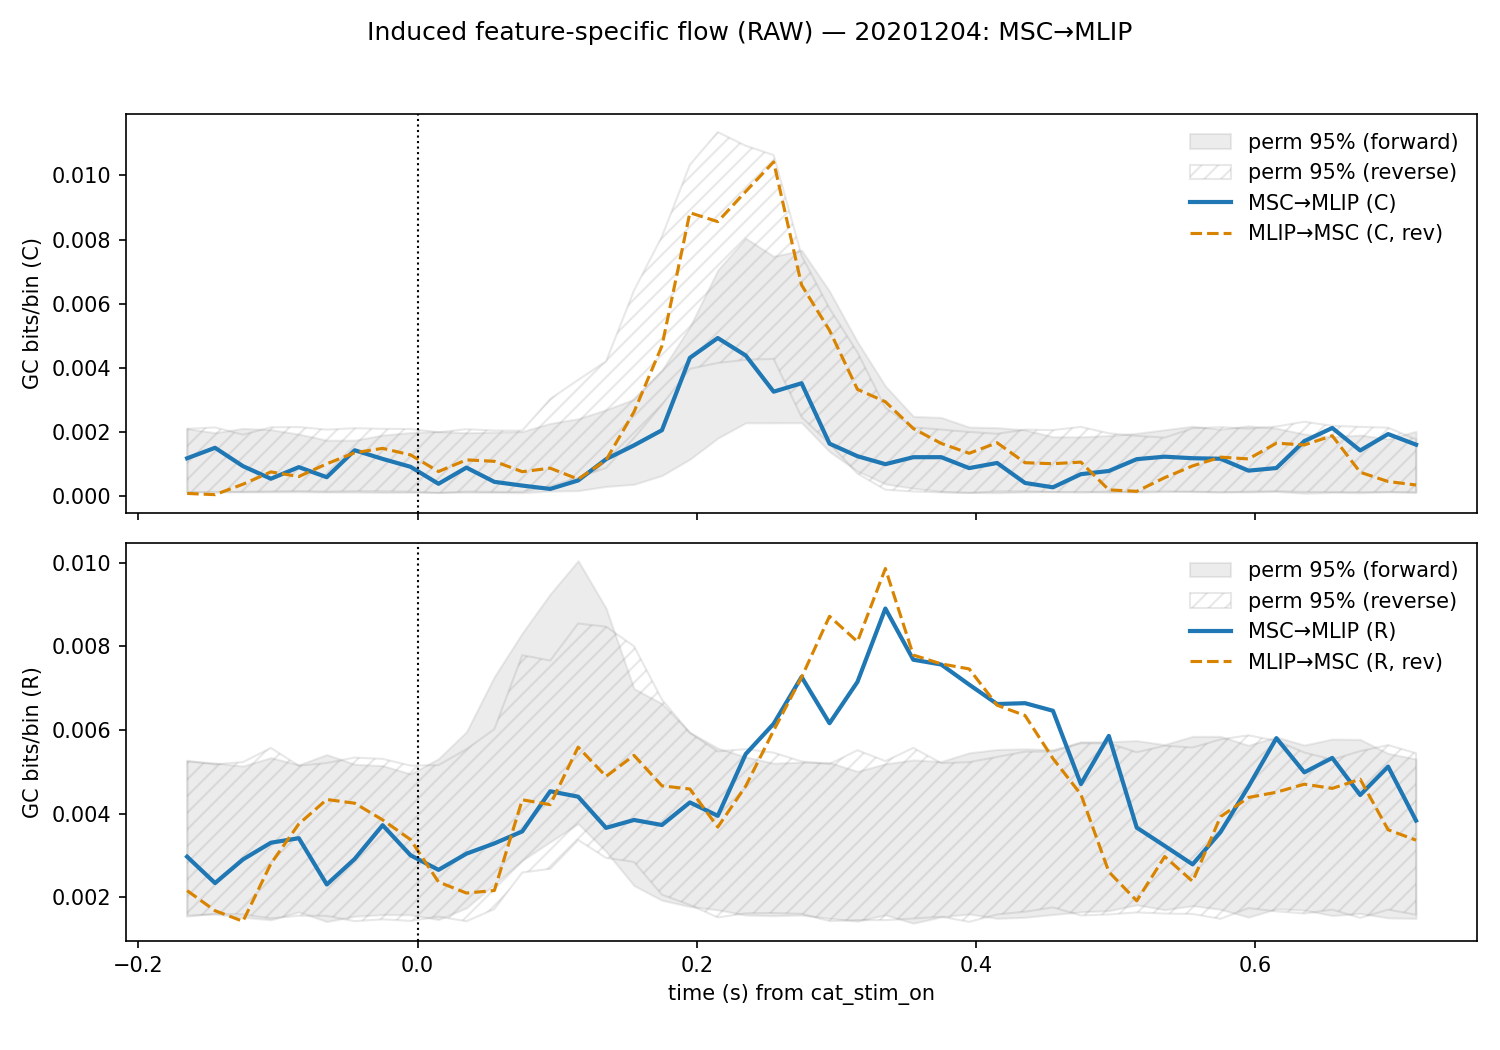 Induced feature-specific flow (RAW) — 20201204: MSC→MLIP
GC bits/bin (C)
0.010
0.008
0.006
0.004
0.002
0.000
perm 95% (forward)
perm 95% (reverse)
MSC→MLIP (C)
MLIP→MSC (C, rev)
GC bits/bin (R)
0.010
0.008
0.006
0.004
0.002
perm 95% (forward)
perm 95% (reverse)
MSC→MLIP (R)
MLIP→MSC (R, rev)
−0.2 0.0 0.2 0.4 0.6
time (s) from cat_stim_on